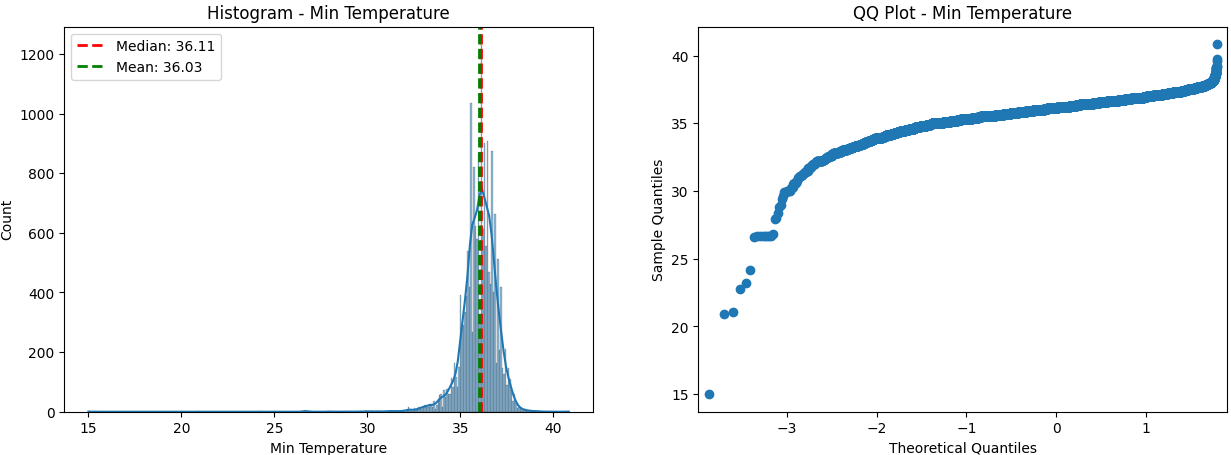 Histogram - Min Temperature
Median: 36.11
Mean: 36.03
Count
1200
1000
800
600
400
200
0
15 20 25 30 35 40
Min Temperature
QQ Plot - Min Temperature
Sample Quantiles
40
35
30
25
20
15
−3 −2 −1 0 1
Theoretical Quantiles